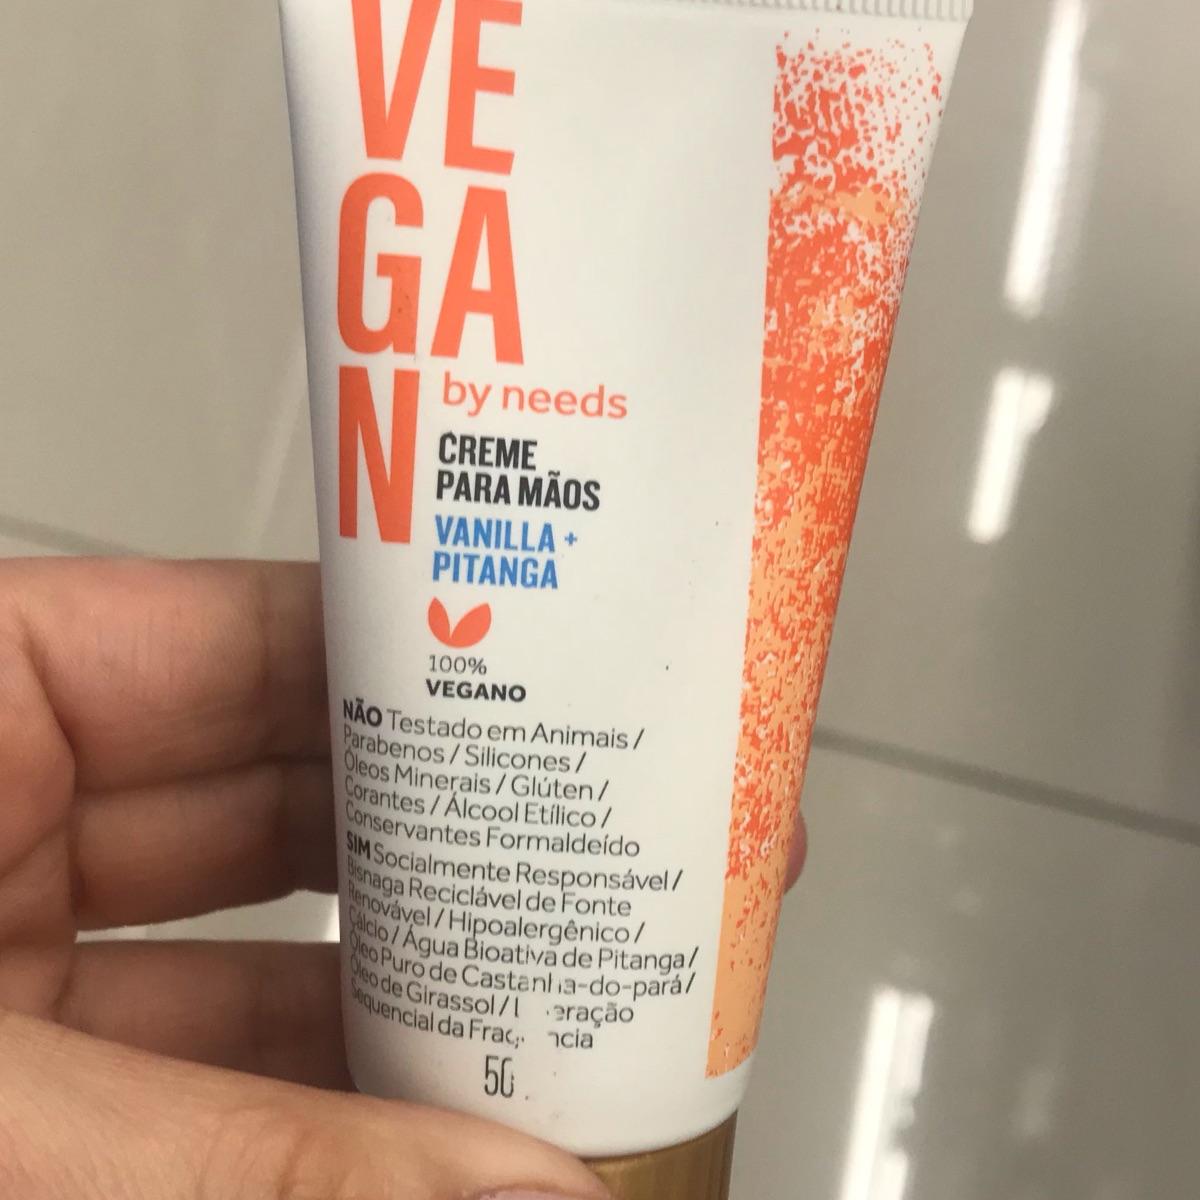 VE
GA
N
by needs
CREME
PARA MÃOS
VANILLA +
PITANGA
100%
VEGANO
NÃO Testado em Animais /
Parabenos / Silicones /
Óleos Minerais / Glúten /
Corantes / Álcool Etílico /
Conservantes Formaldeído
SIM Socialmente Responsável /
Bisnaga Reciclável de Fonte
Renovável / Hipoalergênico /
Cálcio / Água Bioativa de Pitanga /
Óleo Puro de Castanha-do-pará /
Óleo de Girassol /
Sequencial da